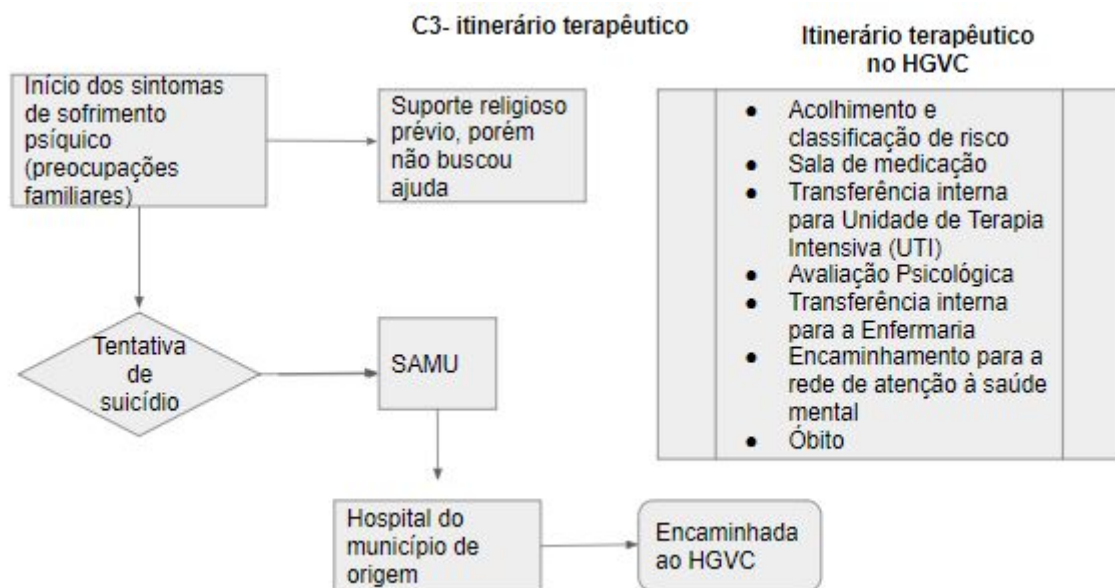 C3- itinerário terapêutico
Início dos sintomas
de sofrimento
psíquico
(preocupações
familiares)
Suporte religioso
prévio, porém
não buscou
ajuda
Tentativa
de
suicídio
SAMU
Hospital do
município de
origem
Encaminhada
ao HGVC
Itinerário terapêutico
no HGVC
● Acolhimento e
classificação de risco
● Sala de medicação
● Transferência interna
para Unidade de Terapia
Intensiva (UTI)
● Avaliação Psicológica
● Transferência interna
para a Enfermaria
● Encaminhamento para a
rede de atenção à saúde
mental
● Óbito